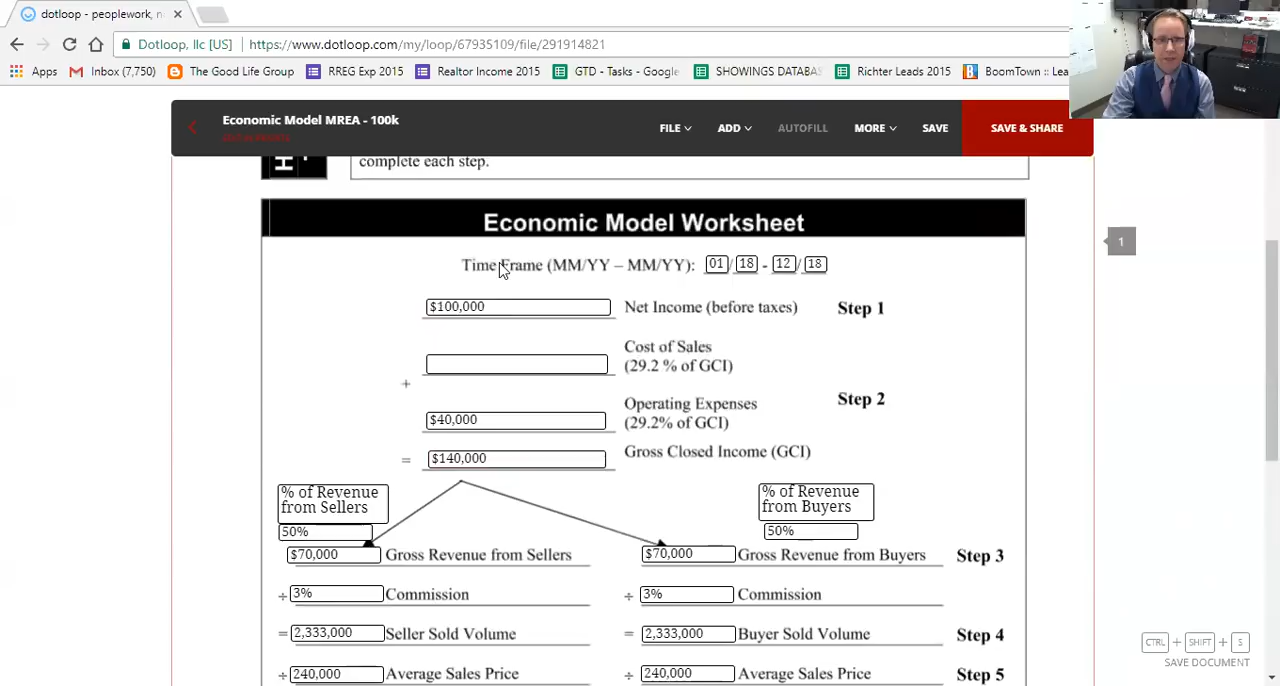 dotloop - peoplework, n
Dotloop, llc [US] https://www.dotloop.com/my/loop/67935109/file/291914821
Apps Inbox (7,750) The Good Life Group RREG Exp 2015 Realtor Income 2015 GTD - Tasks - Google SHOWINGS DATABAS Richter Leads 2015 BoomTown :: Lea
Economic Model MREA - 100k
FILE ADD AUTOFILL MORE SAVE SAVE & SHARE
complete each step.
Economic Model Worksheet
1
Time Frame (MM/YY – MM/YY): 01/18 - 12/18
$100,000 Net Income (before taxes) Step 1
Cost of Sales
(29.2 % of GCI)
+
Step 2
Operating Expenses
$40,000 (29.2% of GCI)
= $140,000 Gross Closed Income (GCI)
% of Revenue
from Sellers
50%
% of Revenue
from Buyers
50%
$70,000 Gross Revenue from Sellers $70,000 Gross Revenue from Buyers Step 3
÷ 3% Commission ÷ 3% Commission
= 2,333,000 Seller Sold Volume = 2,333,000 Buyer Sold Volume Step 4
÷ 240,000 Average Sales Price ÷ 240,000 Average Sales Price Step 5
CTRL + SHIFT + S
SAVE DOCUMENT